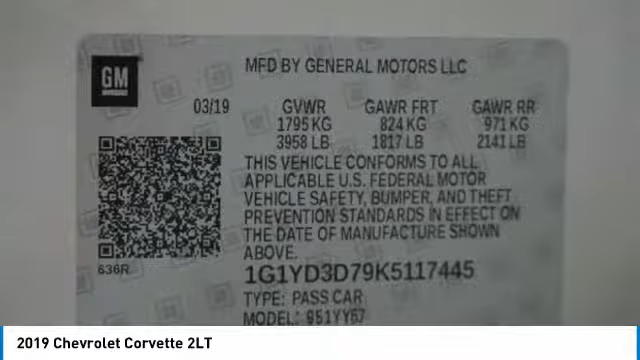 GM
MFD BY GENERAL MOTORS LLC
03/19 GVWR GAWR FRT GAWR RR
1795 KG 824 KG 971 KG
3958 LB 1817 LB 2141 LB
THIS VEHICLE CONFORMS TO ALL
APPLICABLE U.S. FEDERAL MOTOR
VEHICLE SAFETY, BUMPER, AND THEFT
PREVENTION STANDARDS IN EFFECT ON
THE DATE OF MANUFACTURE SHOWN
ABOVE.
636R
1G1YD3D79K5117445
TYPE: PASS CAR
MODEL: 951YY67
2019 Chevrolet Corvette 2LT